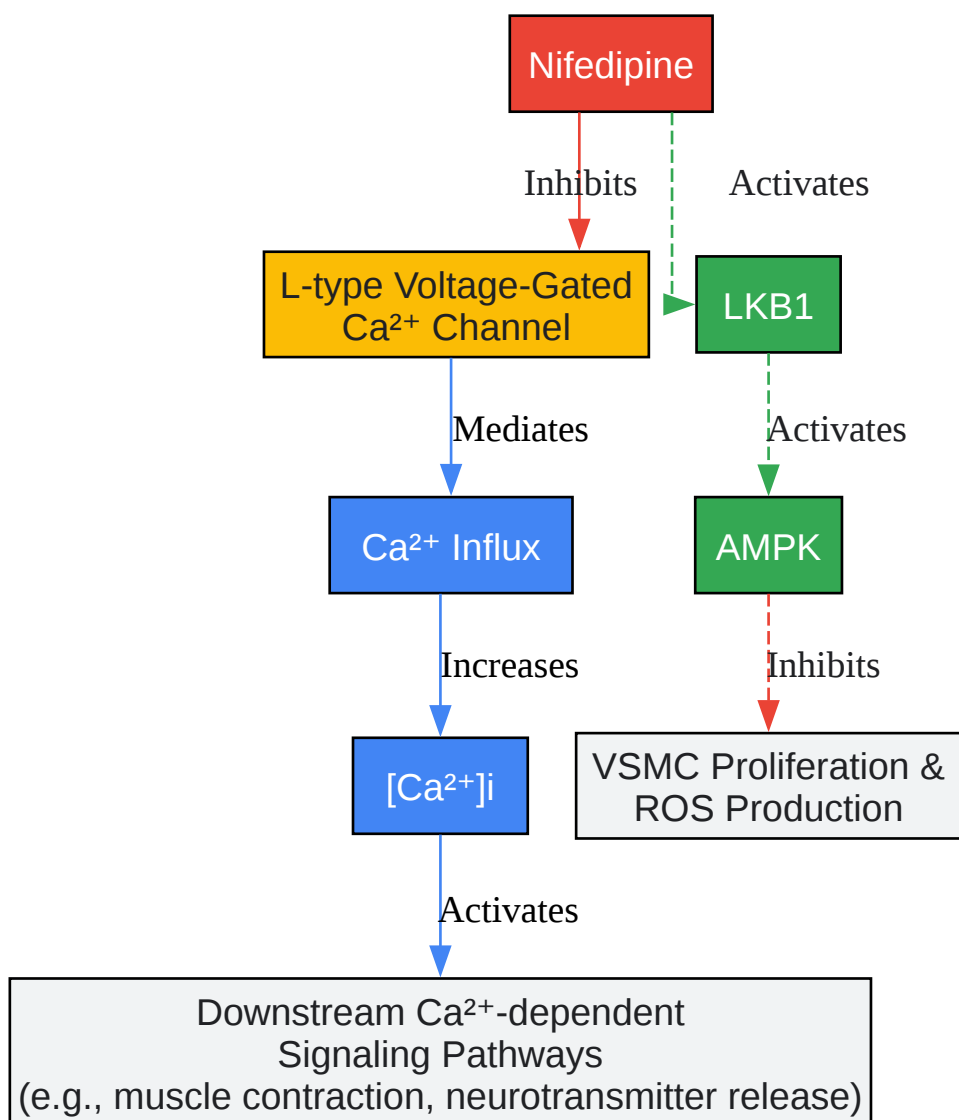 Nifedipine
Inhibits
Activates
L-type Voltage-Gated
Ca²⁺ Channel
LKB1
Mediates
Activates
Ca²⁺ Influx
AMPK
Increases
Inhibits
[Ca²⁺]i
VSMC Proliferation &
ROS Production
Activates
Downstream Ca²⁺-dependent
Signaling Pathways
(e.g., muscle contraction, neurotransmitter release)